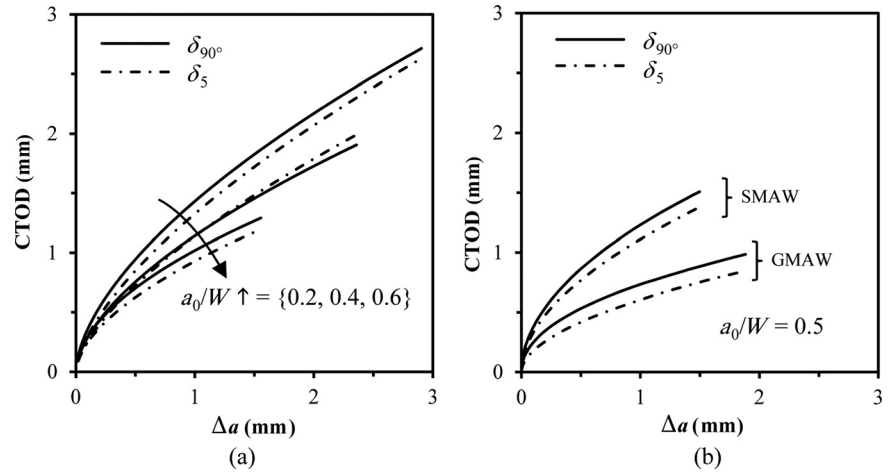 CTOD (mm)
3
2
1
0
δ90°
δ5
a0/W ↑ = {0.2, 0.4, 0.6}
0 1 2 3
Δa (mm)
(a)
CTOD (mm)
3
2
1
0
δ90°
δ5
SMAW
GMAW
a0/W = 0.5
0 1 2 3
Δa (mm)
(b)